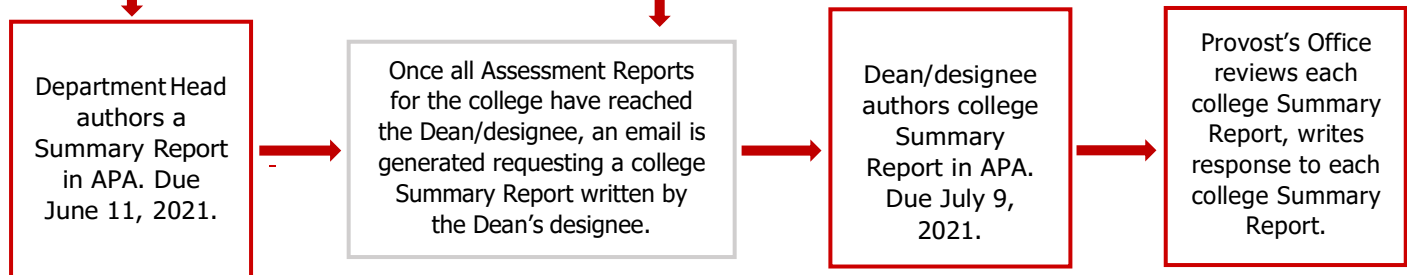 Department Head
authors a
Summary Report
in APA. Due
June 11, 2021.
Once all Assessment Reports
for the college have reached
the Dean/designee, an email is
generated requesting a college
Summary Report written by
the Dean’s designee.
Dean/designee
authors college
Summary
Report in APA.
Due July 9,
2021.
Provost’s Office
reviews each
college Summary
Report, writes
response to each
college Summary
Report.